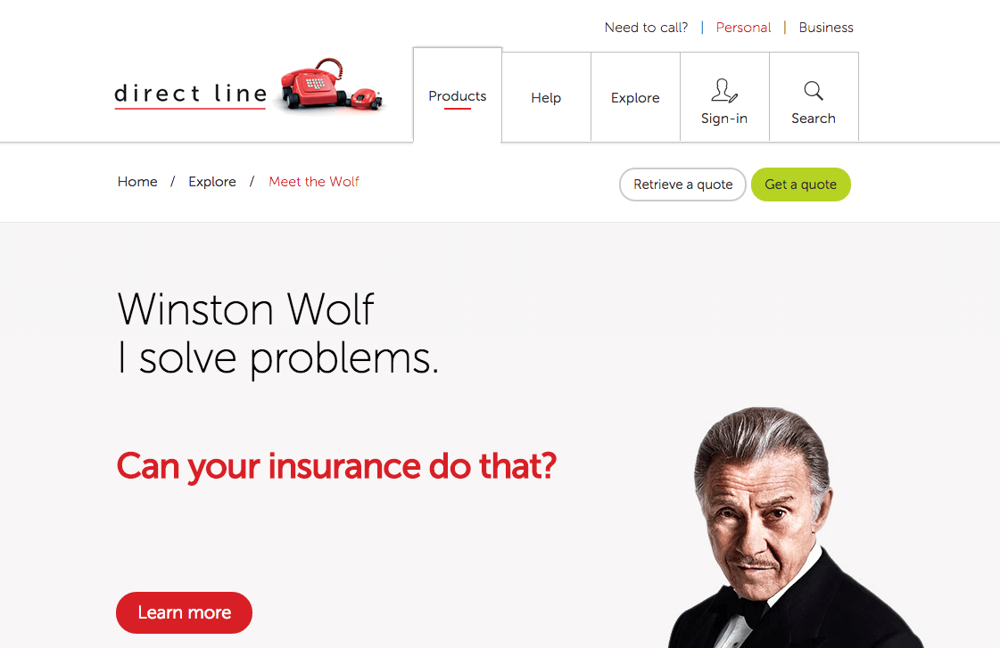 Need to call? | Personal | Business
direct line
Products
Help
Explore
Sign-in
Search
Home / Explore / Meet the Wolf
Retrieve a quote
Get a quote
Winston Wolf
I solve problems.
Can your insurance do that?
Learn more